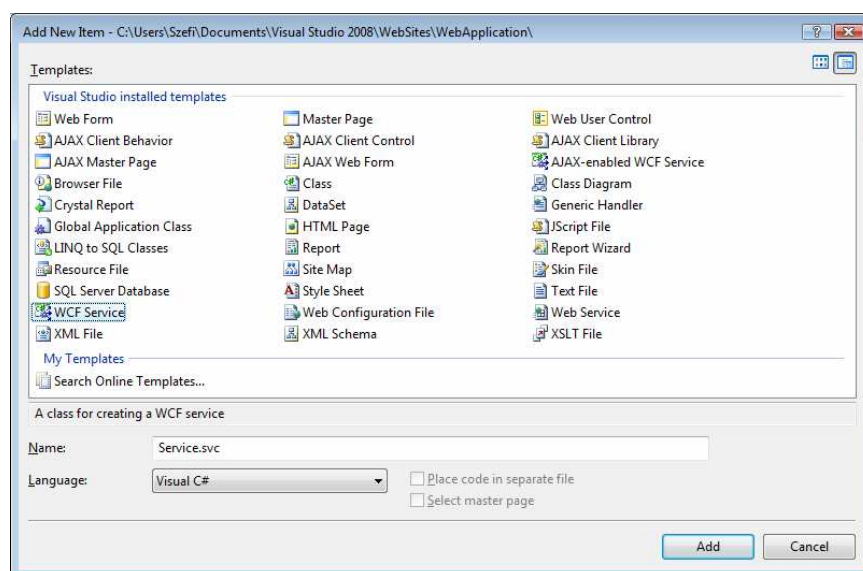 Add New Item - C:\Users\Szefi\Documents\Visual Studio 2008\WebSites\WebApplication\
Templates:
Visual Studio installed templates
Web Form Master Page Web User Control
AJAX Client Behavior AJAX Client Control AJAX Client Library
AJAX Master Page AJAX Web Form AJAX-enabled WCF Service
Browser File Class Class Diagram
Crystal Report DataSet Generic Handler
Global Application Class HTML Page JScript File
LINQ to SQL Classes Report Report Wizard
Resource File Site Map Skin File
SQL Server Database Style Sheet Text File
WCF Service Web Configuration File Web Service
XML File XML Schema XSLT File
My Templates
Search Online Templates...
A class for creating a WCF service
Name: Service.svc
Language: Visual C# Place code in separate file
Select master page
Add Cancel